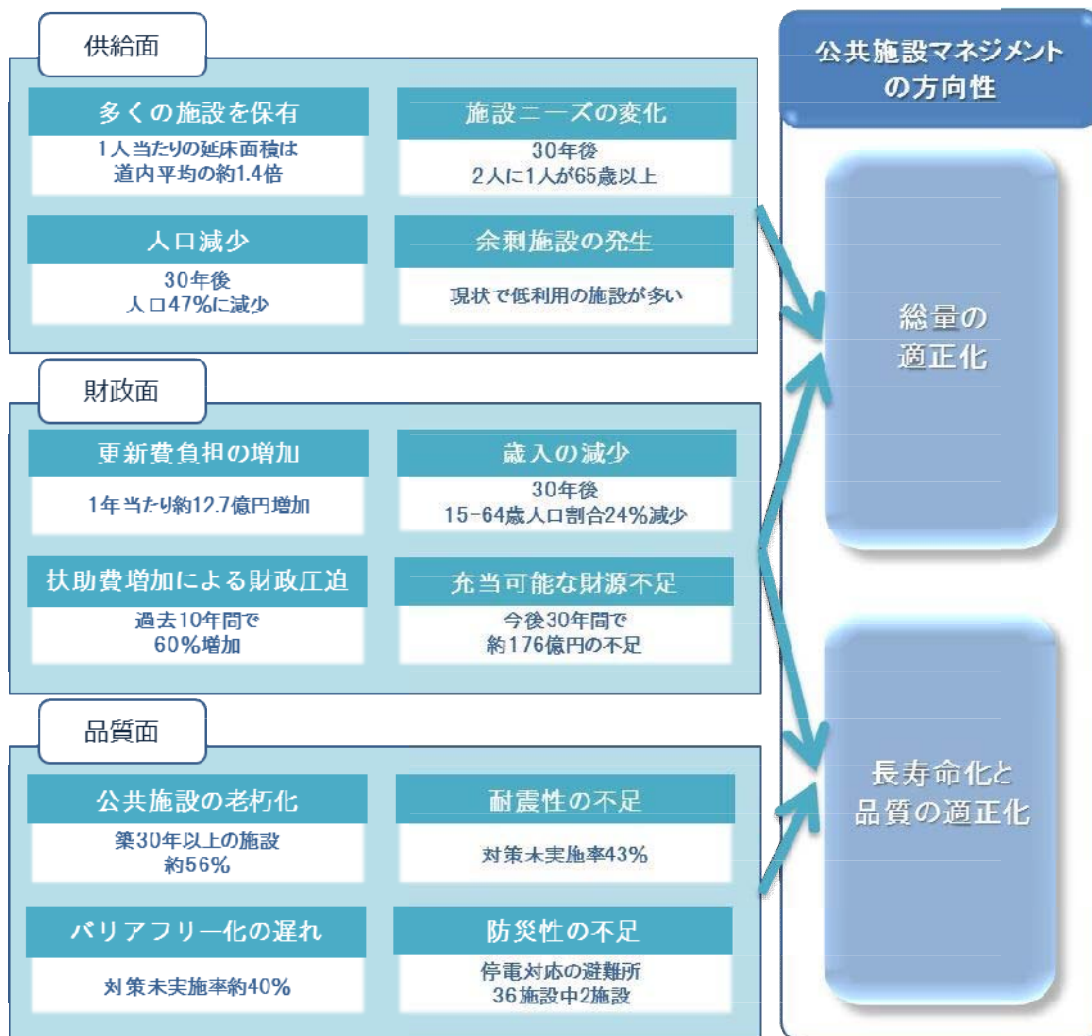 供給面
多くの施設を保有
1人当たりの延床面積は
道内平均の約1.4倍
施設ニーズの変化
30年後
2人に1人が65歳以上
人口減少
30年後
人口47%に減少
余剰施設の発生
現状で低利用の施設が多い
財政面
更新費負担の増加
1年当たり約12.7億円増加
歳入の減少
30年後
15-64歳人口割合24%減少
扶助費増加による財政圧迫
過去10年間で
60%増加
充当可能な財源不足
今後30年間で
約176億円の不足
品質面
公共施設の老朽化
築30年以上の施設
約56%
耐震性の不足
対策未実施率43%
バリアフリー化の遅れ
対策未実施率約40%
防災性の不足
停電対応の避難所
36施設中2施設
公共施設マネジメント
の方向性
総量の
適正化
長寿命化と
品質の適正化